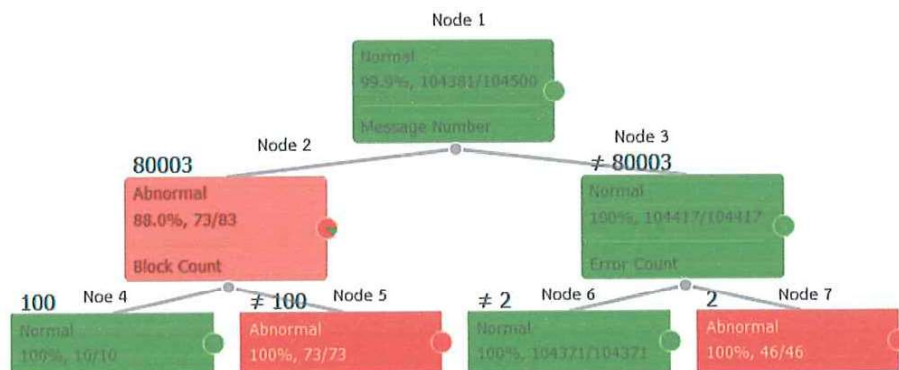 Node 1
Normal
99.9%, 104381/104500
Message Number
Node 2
Node 3
80003
≠ 80003
Abnormal
88.0%, 73/83
Block Count
Normal
100%, 104417/104417
Error Count
100
Noe 4
≠ 100
Node 5
≠ 2
Node 6
2
Node 7
Normal
100%, 10/10
Abnormal
100%, 73/73
Normal
100%, 104371/104371
Abnormal
100%, 46/46